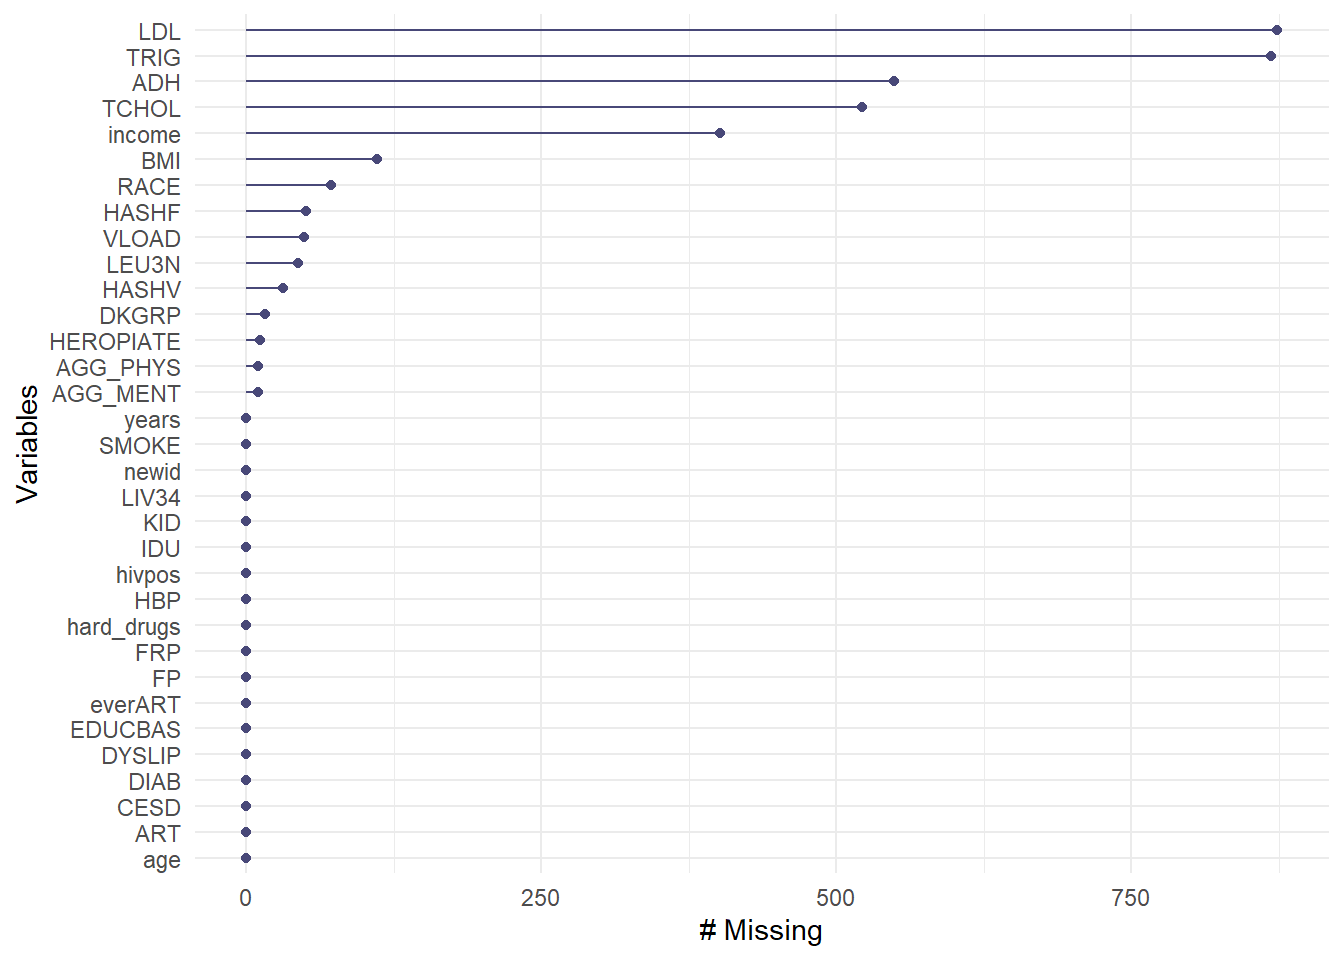 LDL
TRIG
ADH
TCHOL
income
BMI
RACE
HASHF
VLOAD
LEU3N
HASHV
DKGRP
HEROPIATE
AGG_PHYS
AGG_MENT
years
SMOKE
newid
LIV34
KID
IDU
hivpos
HBP
hard_drugs
FRP
FP
everART
EDUCBAS
DYSLIP
DIAB
CESD
ART
age
Variables
0 250 500 750
# Missing